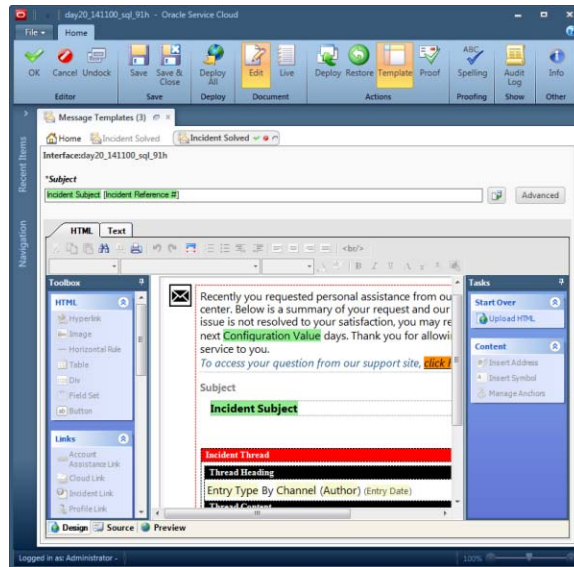 day20_141100_sql_91h - Oracle Service Cloud
File
Home
OK
Cancel
Undock
Save
Save & Close
Deploy All
Edit
Live
Deploy
Restore
Template
Proof
Spelling
Audit Log
Info
Editor
Save
Deploy
Document
Actions
Proofing
Show
Other
Message Templates (3)
Home
Incident Solved
Incident Solved
Interface:day20_141100_sql_91h
*Subject
Incident Subject [Incident Reference #]
Advanced
Recent Items
Navigation
HTML
Text
<br/>
Toolbox
HTML
Hyperlink
Image
Horizontal Rule
Table
Div
Field Set
Button
Links
Account Assistance Link
Cloud Link
Incident Link
Profile Link
Recently you requested personal assistance from ou
center. Below is a summary of your request and our
issue is not resolved to your satisfaction, you may re
next Configuration Value days. Thank you for allowi
service to you.
To access your question from our support site, click h
Subject
Incident Subject
Incident Thread
Thread Heading
Entry Type By Channel (Author) (Entry Date)
Thread Content
Tasks
Start Over
Upload HTML
Content
Insert Address
Insert Symbol
Manage Anchors
Design
Source
Preview
Logged in as: Administrator
100%